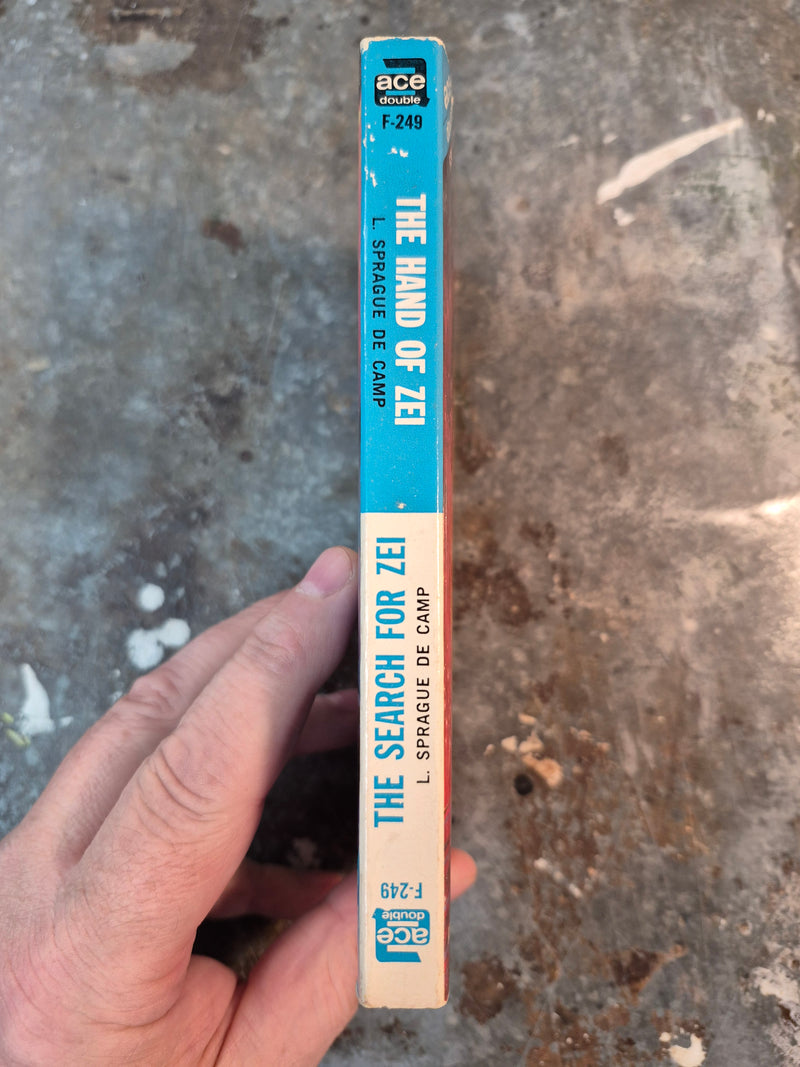 ace
double
F-249
THE HAND OF ZEI
L. SPRAGUE DE CAMP
THE SEARCH FOR ZEI
L. SPRAGUE DE CAMP
F-249
ace
double